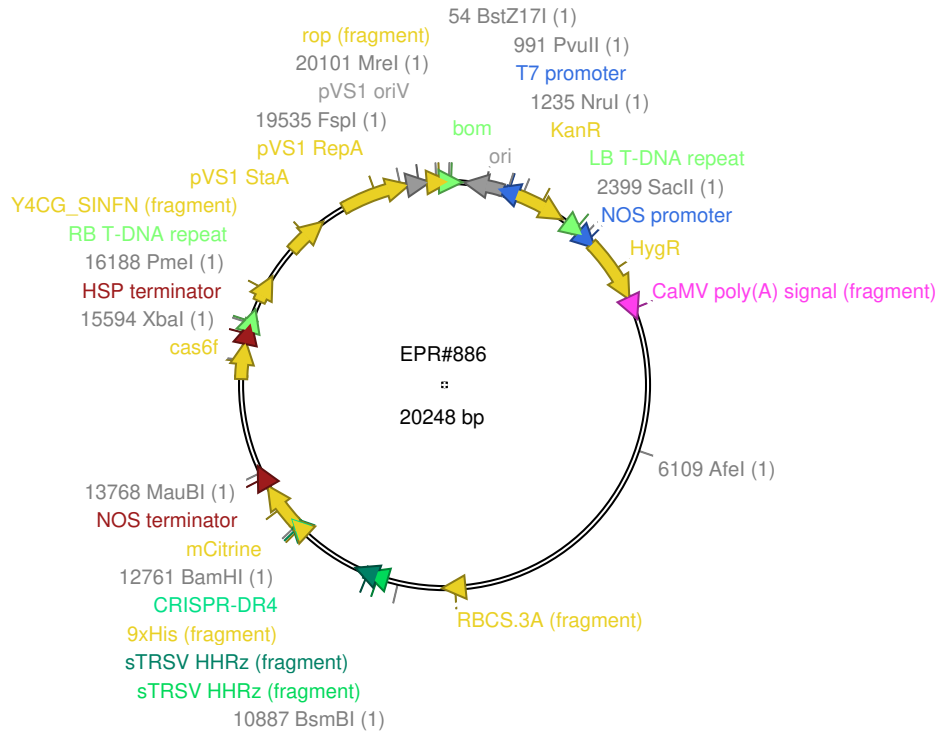 54 BstZ17I (1)
rop (fragment)
991 PvuII (1)
20101 MreI (1)
T7 promoter
pVS1 oriV
1235 NruI (1)
19535 FspI (1)
bom
KanR
pVS1 RepA
ori
LB T-DNA repeat
pVS1 StaA
2399 SacII (1)
Y4CG_SINFN (fragment)
NOS promoter
RB T-DNA repeat
HygR
16188 PmeI (1)
HSP terminator
CaMV poly(A) signal (fragment)
15594 XbaI (1)
cas6f
EPR#886
20248 bp
6109 AfeI (1)
13768 MauBI (1)
NOS terminator
mCitrine
12761 BamHI (1)
CRISPR-DR4
RBCS.3A (fragment)
9xHis (fragment)
sTRSV HHRz (fragment)
sTRSV HHRz (fragment)
10887 BsmBI (1)